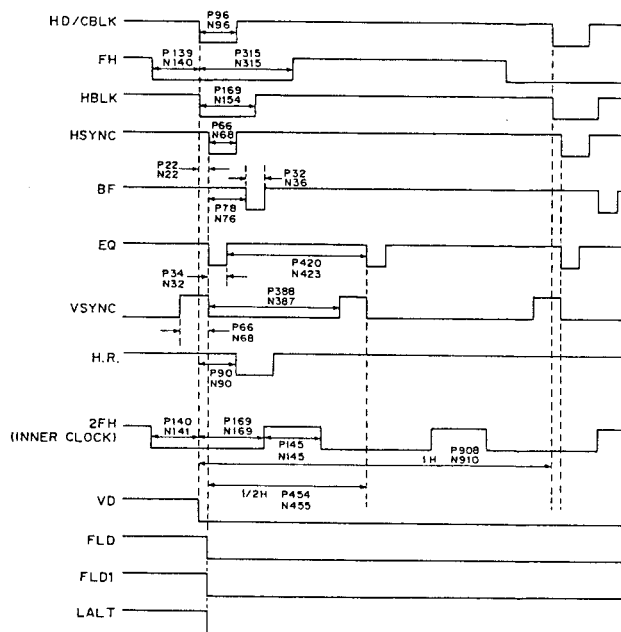 HD/CBLK
P96
N96
FH
P139
N140
P315
N315
HBLK
P169
N154
HSYNC
P66
N68
P22
N22
BF
P32
N36
P78
N76
EQ
P420
N423
P34
N32
P388
N387
VSYNC
P66
N68
H.R.
P90
N90
2FH
(INNER CLOCK)
P140
N141
P169
N169
P145
N145
1H
P908
N910
1/2H
P454
N455
VD
FLD
FLD1
LALT